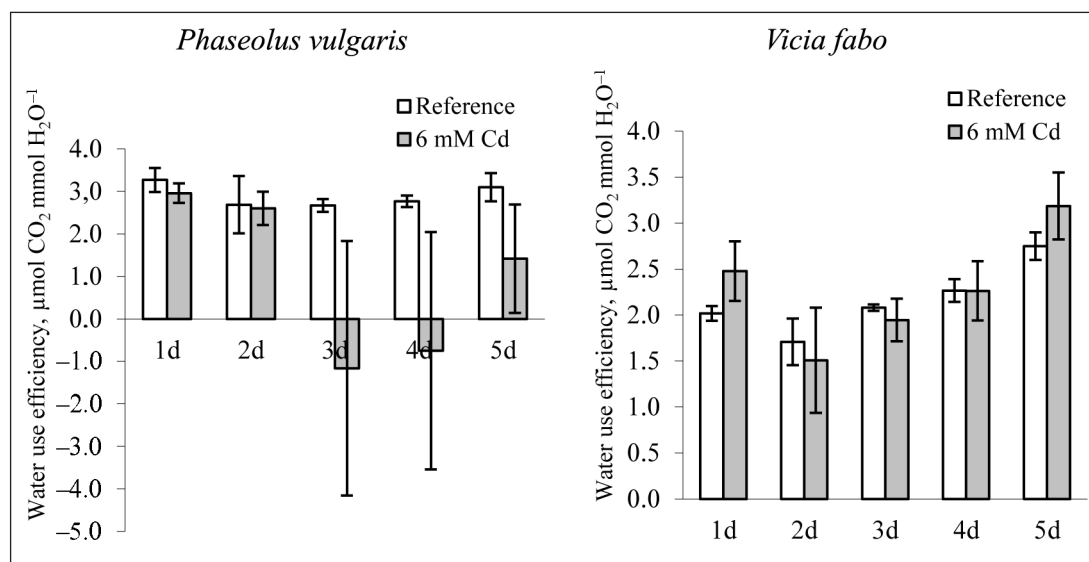 Phaseolus vulgaris
Water use efficiency, µmol CO₂ mmol H₂O⁻¹
Reference
6 mM Cd
4.0
3.0
2.0
1.0
0.0
–1.0
–2.0
–3.0
–4.0
–5.0
1d 2d 3d 4d 5d
Vicia fabo
Water use efficiency, µmol CO₂ mmol H₂O⁻¹
Reference
6 mM Cd
4.0
3.5
3.0
2.5
2.0
1.5
1.0
0.5
0.0
1d 2d 3d 4d 5d